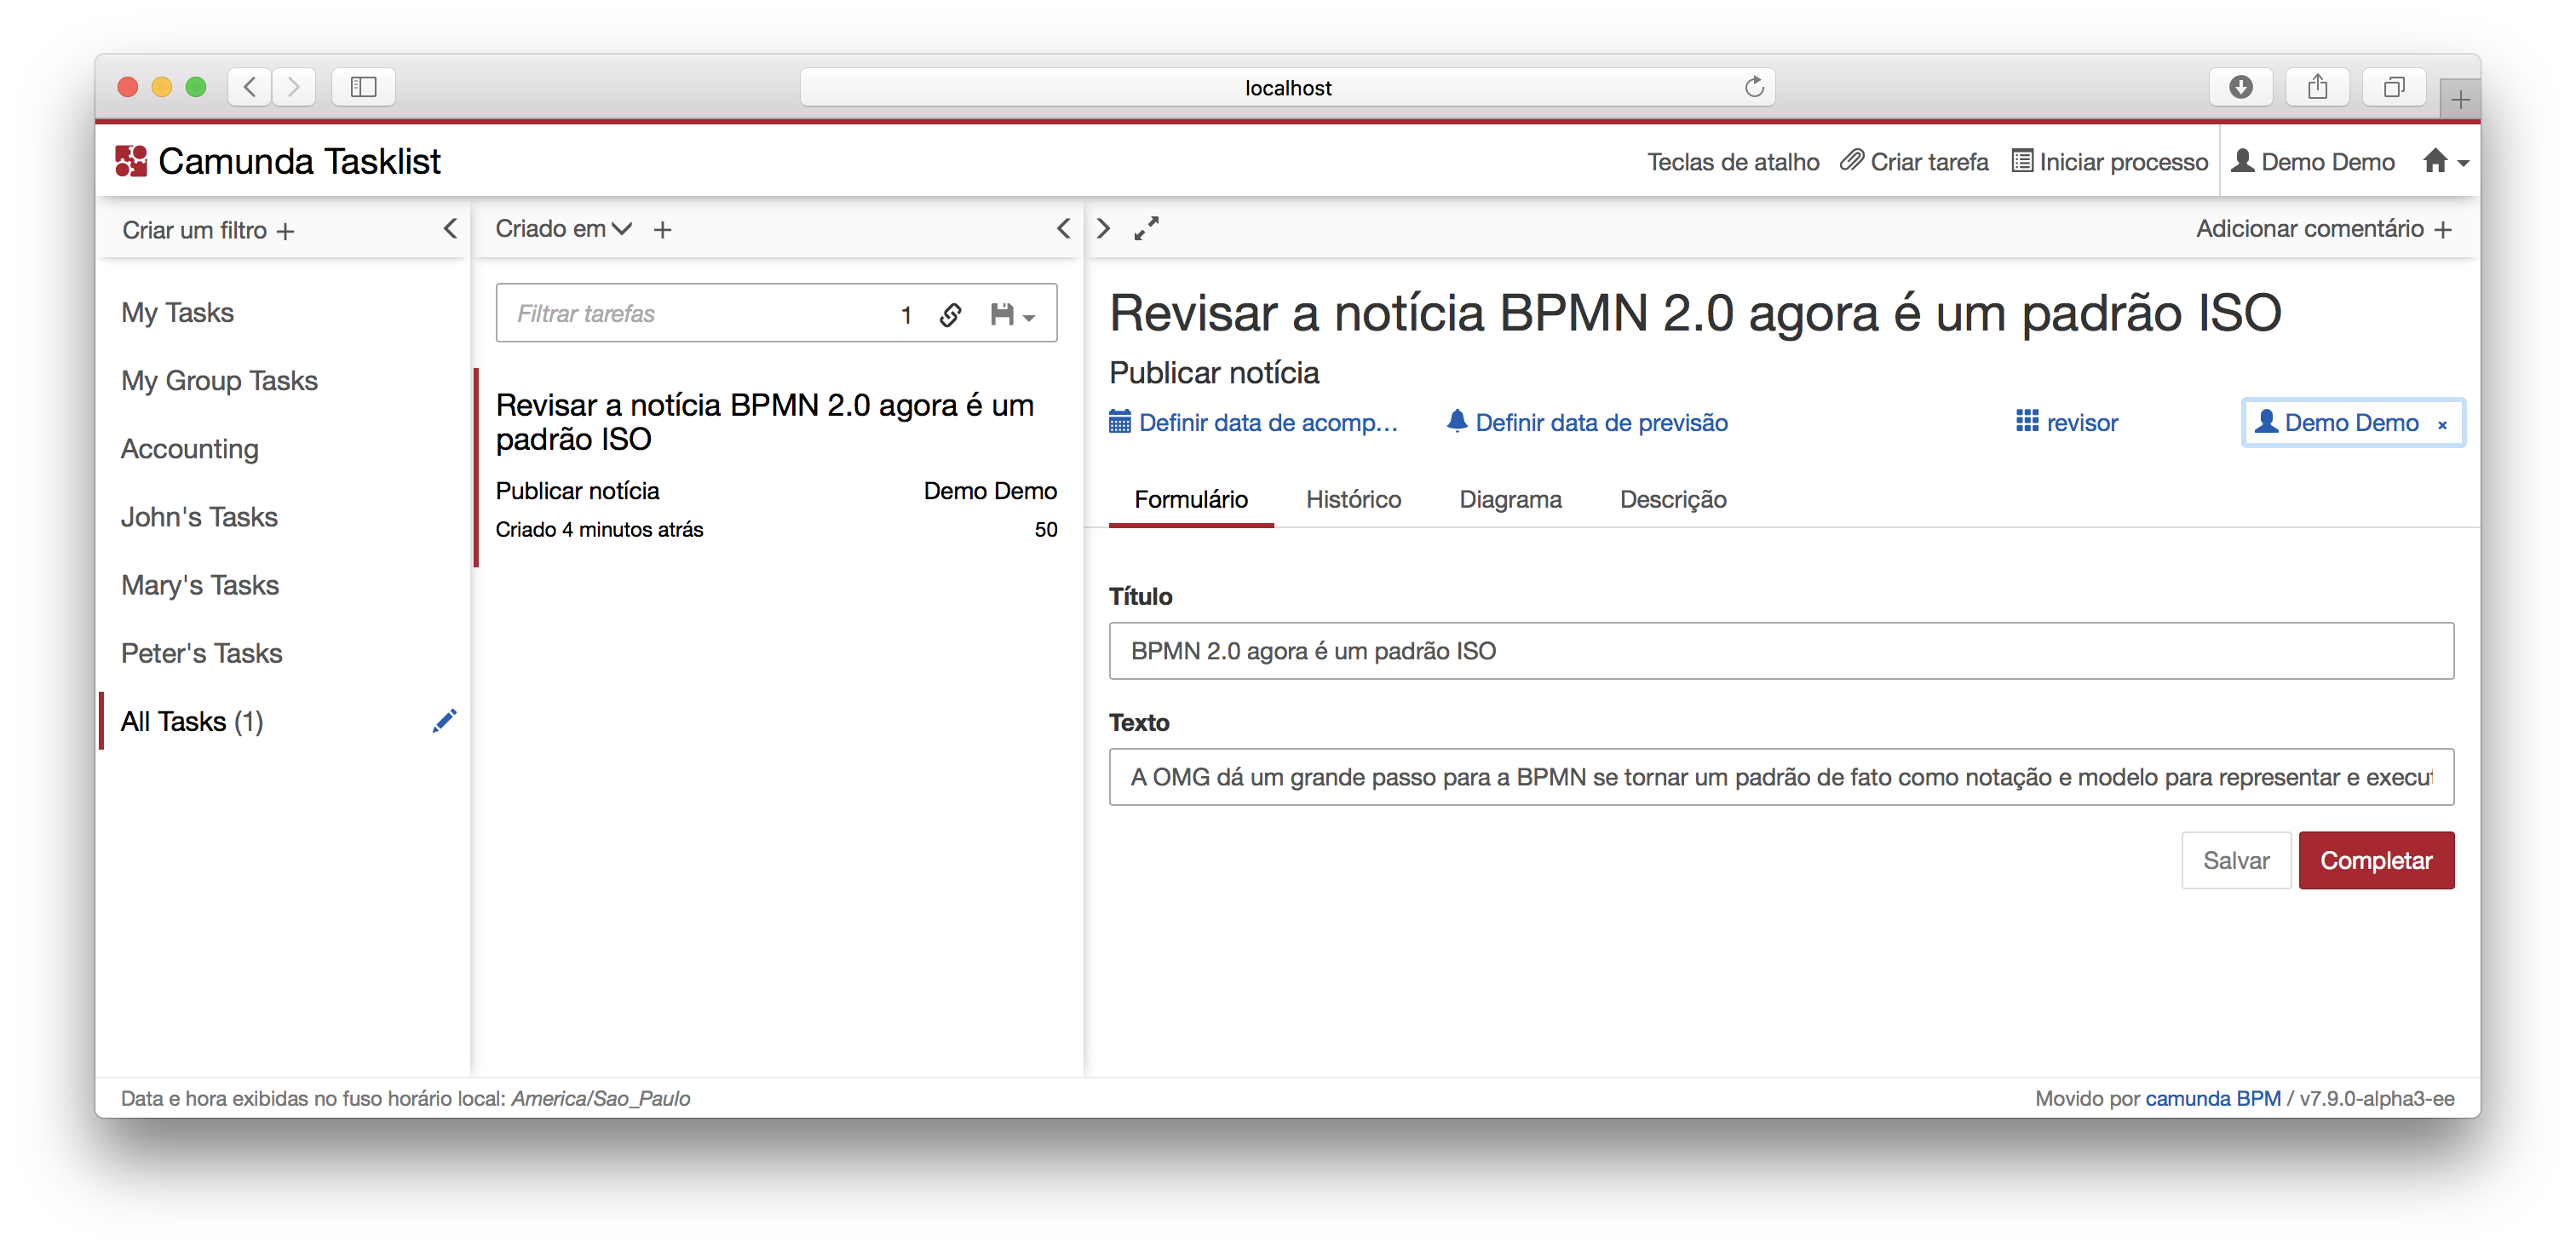 localhost
Camunda Tasklist
Teclas de atalho Criar tarefa Iniciar processo Demo Demo
Criar um filtro +
Criado em +
Adicionar comentário +
My Tasks
My Group Tasks
Accounting
John's Tasks
Mary's Tasks
Peter's Tasks
All Tasks (1)
Filtrar tarefas 1
Revisar a notícia BPMN 2.0 agora é um
padrão ISO
Publicar notícia Demo Demo
Criado 4 minutos atrás 50
Revisar a notícia BPMN 2.0 agora é um padrão ISO
Publicar notícia
Definir data de acomp... Definir data de previsão revisor Demo Demo ×
Formulário Histórico Diagrama Descrição
Título
BPMN 2.0 agora é um padrão ISO
Texto
A OMG dá um grande passo para a BPMN se tornar um padrão de fato como notação e modelo para representar e execu
Salvar Completar
Data e hora exibidas no fuso horário local: America/Sao_Paulo
Movido por camunda BPM / v7.9.0-alpha3-ee